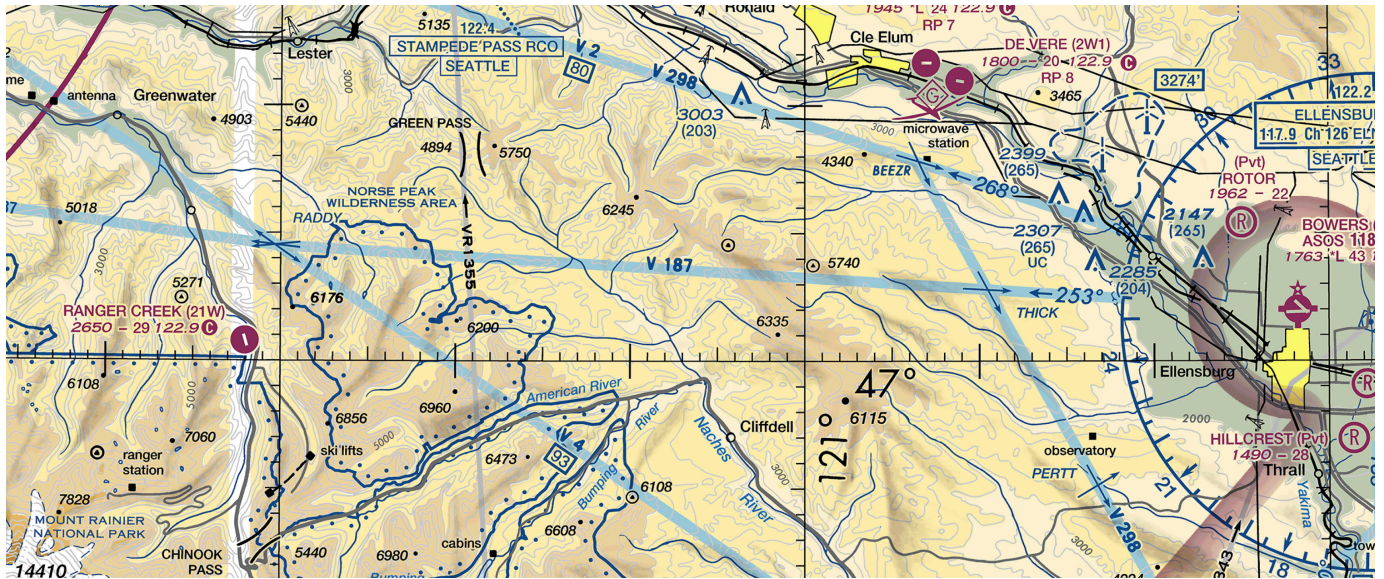 5135
122.4
STAMPEDE PASS RCO
SEATTLE
V 2
80
V 298
Ronald
1945 *L 24 122.9 C
RP 7
Cle Elum
DE VERE (2W1)
1800 - - 20 - 122.9 C
RP 8
3274'
33
122.2
Lester
3000
antenna
Greenwater
4903
5440
GREEN PASS
4894
5750
3003
(203)
G
microwave
station
3465
3000
30
ELLENSBU
117.9 Ch 126 ELN
SEATTLE
4340
BEEZR
2399
(265)
268°
(Pvt)
ROTOR
1962 - 22
R
NORSE PEAK
WILDERNESS AREA
RADDY
6245
2307
(265)
UC
2147
(265)
BOWERS (
ASOS 118
1763 *L 43 1
5018
3000
VR1355
V 187
5740
2285
(204)
253°
THICK
5271
RANGER CREEK (21W)
2650 - 29 122.9 C
6176
6200
6335
24
Ellensburg
6108
5000
6856
6960
5000
American River
47°
121°
6115
2000
R
7060
ranger
station
ski lifts
6473
V 4
93
Bumping
River
Naches
River
Cliffdell
3000
observatory
PERTT
HILLCREST (Pvt)
1490 - 28
R
Thrall
7828
MOUNT RAINIER
NATIONAL PARK
14410
CHINOOK
PASS
5440
6980
cabins
6608
6108
Bumping
V 298
21
343
18
Yakima
tow